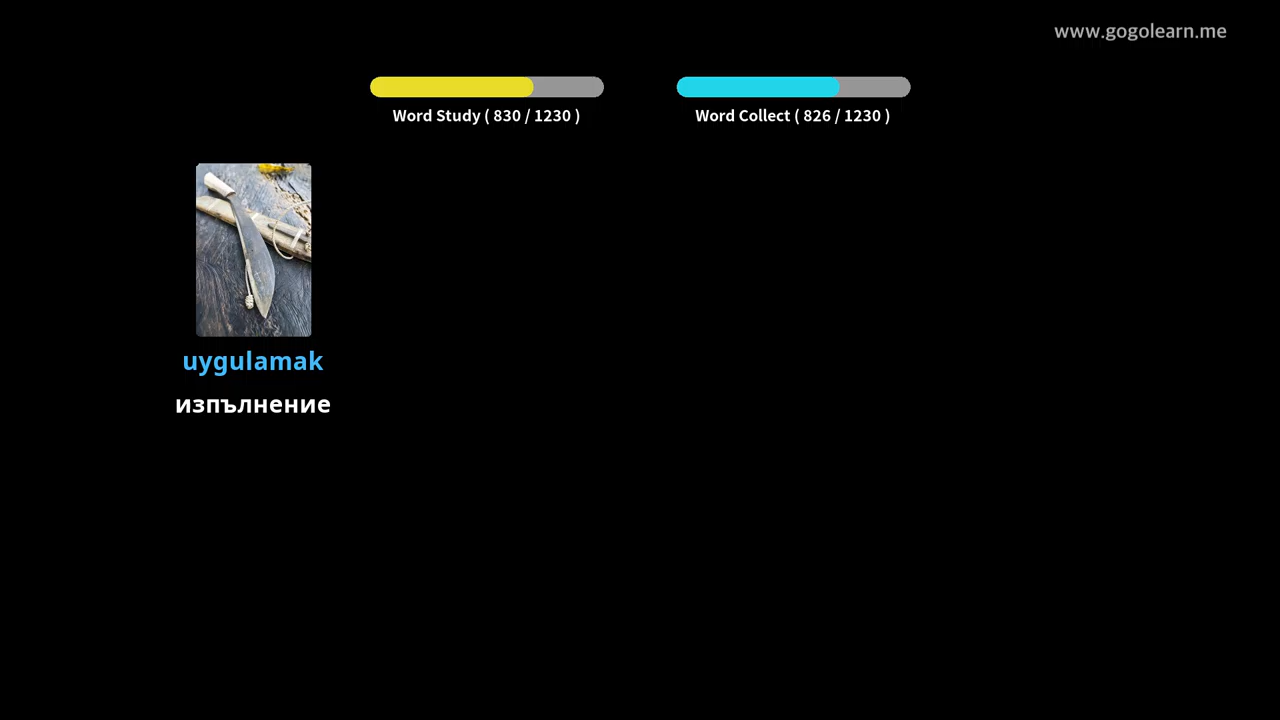 www.gogolearn.me
Word Study ( 830 / 1230 )
Word Collect ( 826 / 1230 )
uygulamak
изпълнение